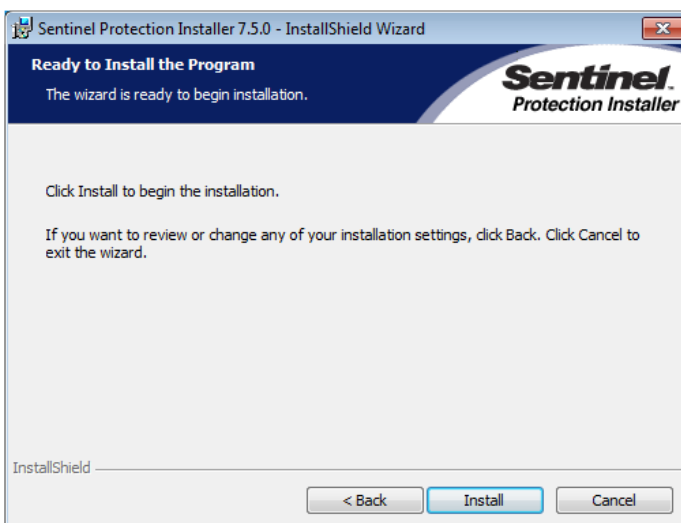 Sentinel Protection Installer 7.5.0 - InstallShield Wizard
Ready to Install the Program
The wizard is ready to begin installation.
Sentinel.
Protection Installer
Click Install to begin the installation.
If you want to review or change any of your installation settings, click Back. Click Cancel to
exit the wizard.
InstallShield
< Back
Install
Cancel